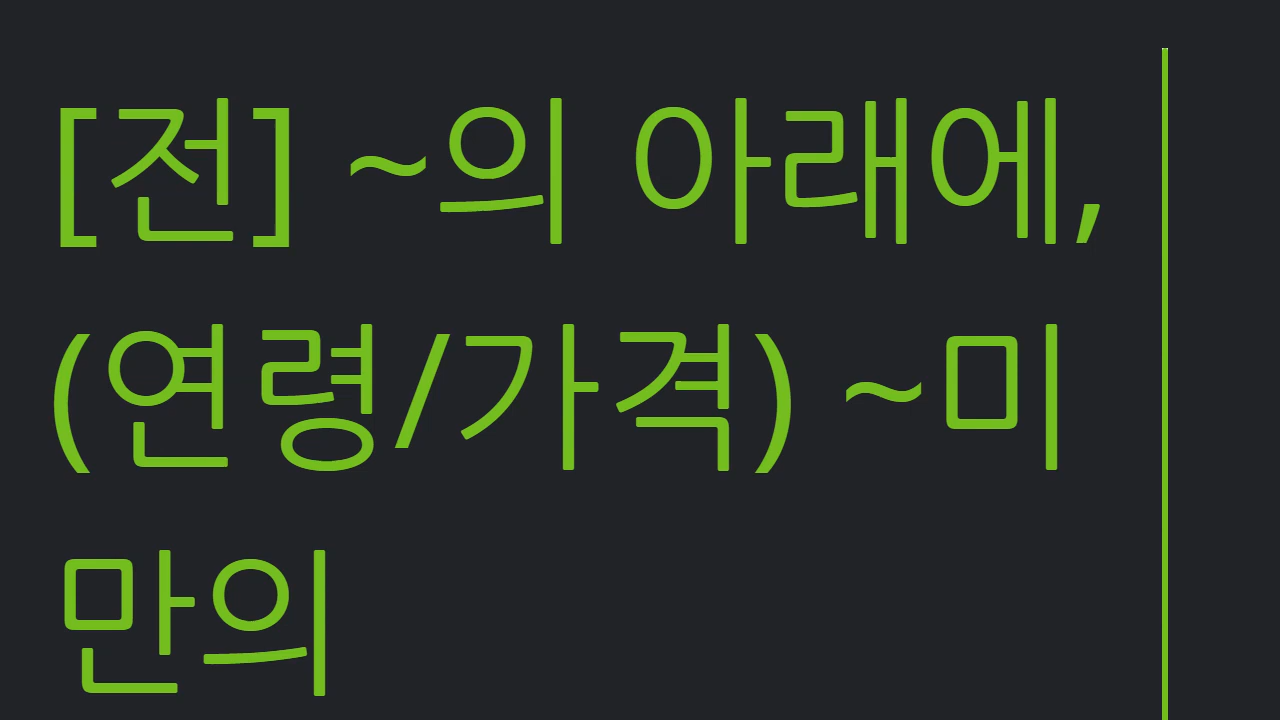 [전] ~의 아래에,
(연령/가격) ~미
만의